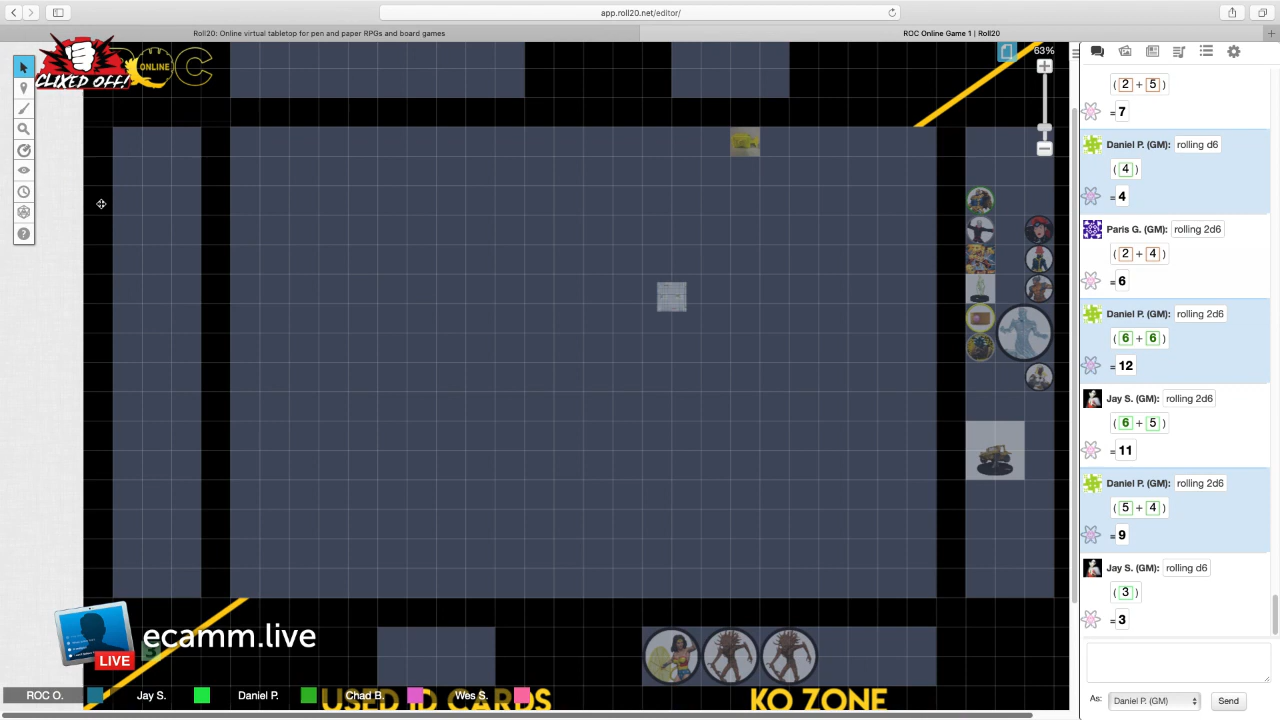 app.roll20.net/editor/
Roll20: Online virtual tabletop for pen and paper RPGs and board games
ROC Online Game 1 | Roll20
CLIXED OFF!
ROC
ONLINE
63%
(2 + 5)
= 7
Daniel P. (GM): rolling d6
(4)
= 4
Paris G. (GM): rolling 2d6
(2 + 4)
= 6
Daniel P. (GM): rolling 2d6
(6 + 6)
= 12
Jay S. (GM): rolling 2d6
(6 + 5)
= 11
Daniel P. (GM): rolling 2d6
(5 + 4)
= 9
Jay S. (GM): rolling d6
(3)
= 3
ecamm.live
LIVE
ROC O.
Jay S.
Daniel P.
Chad B.
Wes S.
USED ID CARDS
KO ZONE
As: Daniel P. (GM)
Send